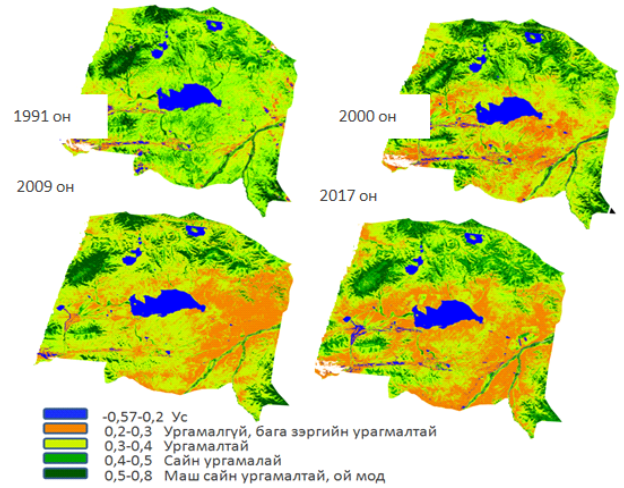 1991 он
2000 он
2009 он
2017 он
-0,57-0,2 Ус
0,2-0,3 Ургамалгүй, бага зэргийн урагмалтай
0,3-0,4 Ургамалтай
0,4-0,5 Сайн ургамалай
0,5-0,8 Маш сайн ургамалтай, ой мод